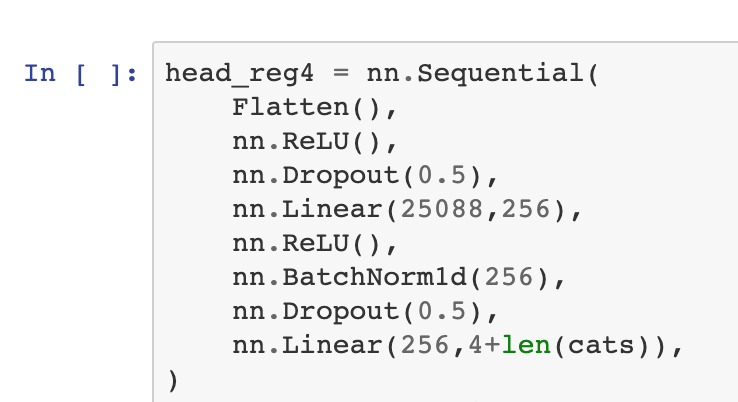 In [ ]: head_reg4 = nn.Sequential(
    Flatten(),
    nn.ReLU(),
    nn.Dropout(0.5),
    nn.Linear(25088,256),
    nn.ReLU(),
    nn.BatchNorm1d(256),
    nn.Dropout(0.5),
    nn.Linear(256,4+len(cats)),
)